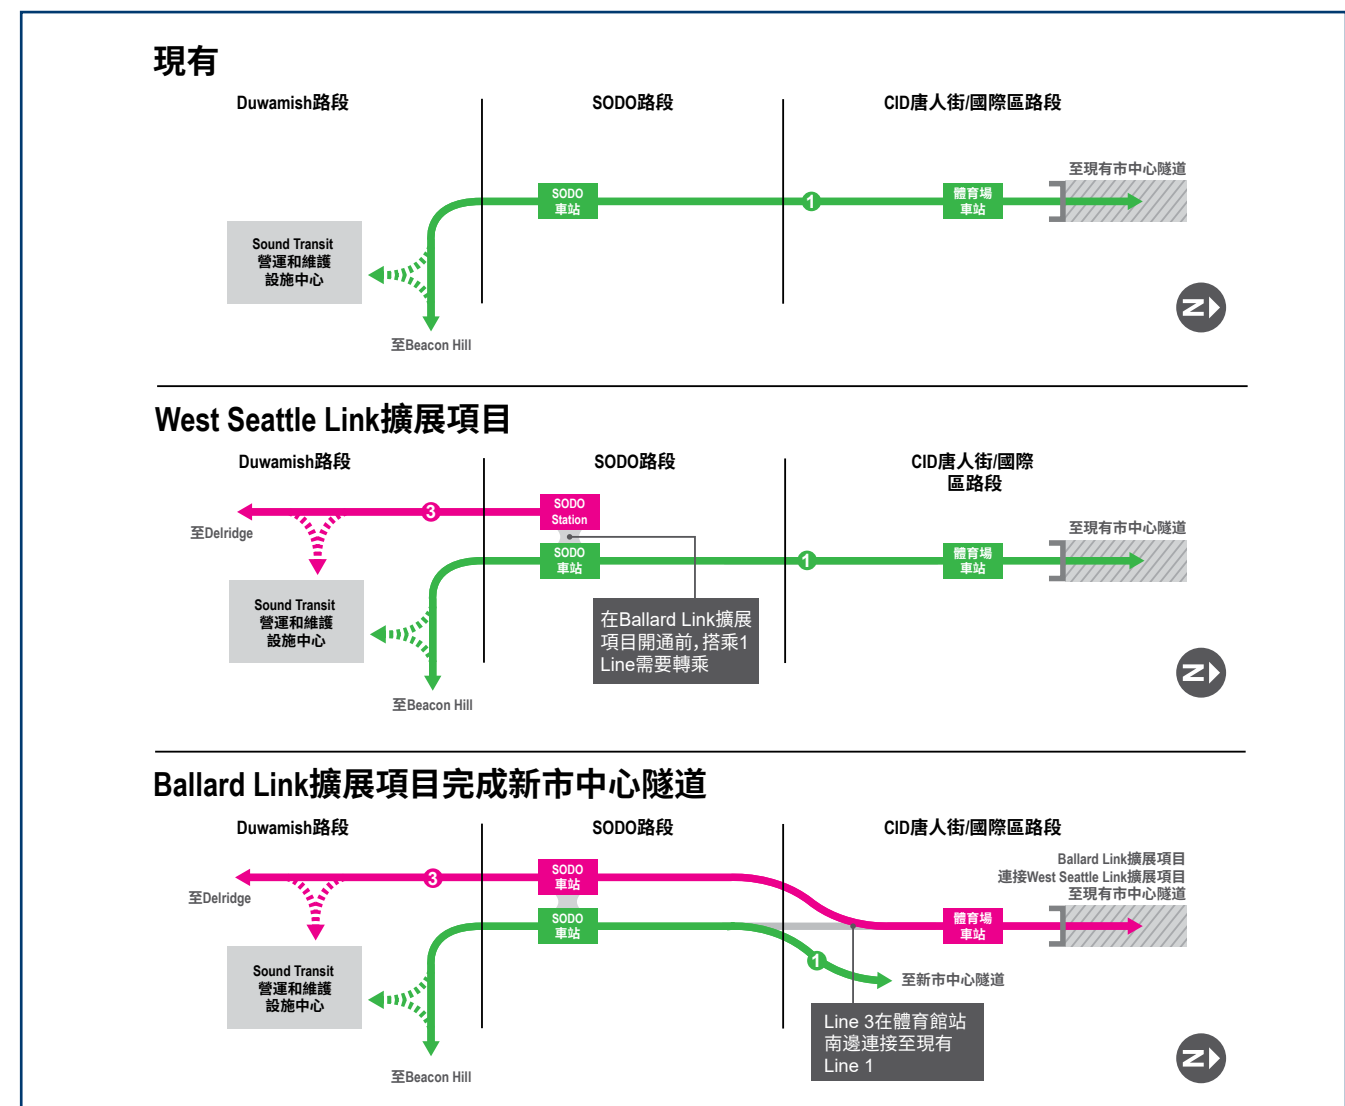 現有
Duwamish路段
SODO路段
CID唐人街/國際區路段
至現有市中心隧道
SODO
車站
1
體育場
車站
Sound Transit
營運和維護
設施中心
至Beacon Hill
N
West Seattle Link擴展項目
Duwamish路段
SODO路段
CID唐人街/國際
區路段
3
SODO
Station
至Delridge
至現有市中心隧道
SODO
車站
1
體育場
車站
Sound Transit
營運和維護
設施中心
在Ballard Link擴展
項目開通前，搭乘1
Line需要轉乘
至Beacon Hill
N
Ballard Link擴展項目完成新市中心隧道
Duwamish路段
SODO路段
CID唐人街/國際區路段
Ballard Link擴展項目
連接West Seattle Link擴展項目
至現有市中心隧道
3
SODO
車站
至Delridge
SODO
車站
體育場
車站
1
至新市中心隧道
Sound Transit
營運和維護
設施中心
Line 3在體育館站
南邊連接至現有
Line 1
至Beacon Hill
N